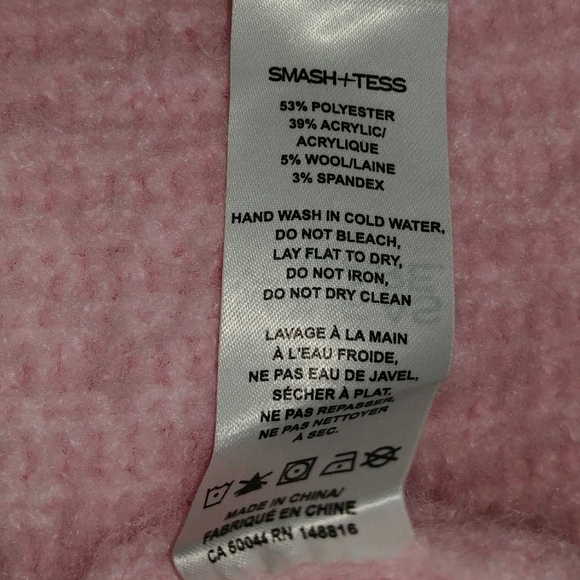 SMASH+TESS
53% POLYESTER
39% ACRYLIC/
ACRYLIQUE
5% WOOL/LAINE
3% SPANDEX
HAND WASH IN COLD WATER,
DO NOT BLEACH,
LAY FLAT TO DRY,
DO NOT IRON,
DO NOT DRY CLEAN
LAVAGE À LA MAIN
À L'EAU FROIDE,
NE PAS EAU DE JAVEL,
SÉCHER À PLAT,
NE PAS REPASSER,
NE PAS NETTOYER
À SEC.
MADE IN CHINA/
FABRIQUÉ EN CHINE
CA 60044 RN 148816